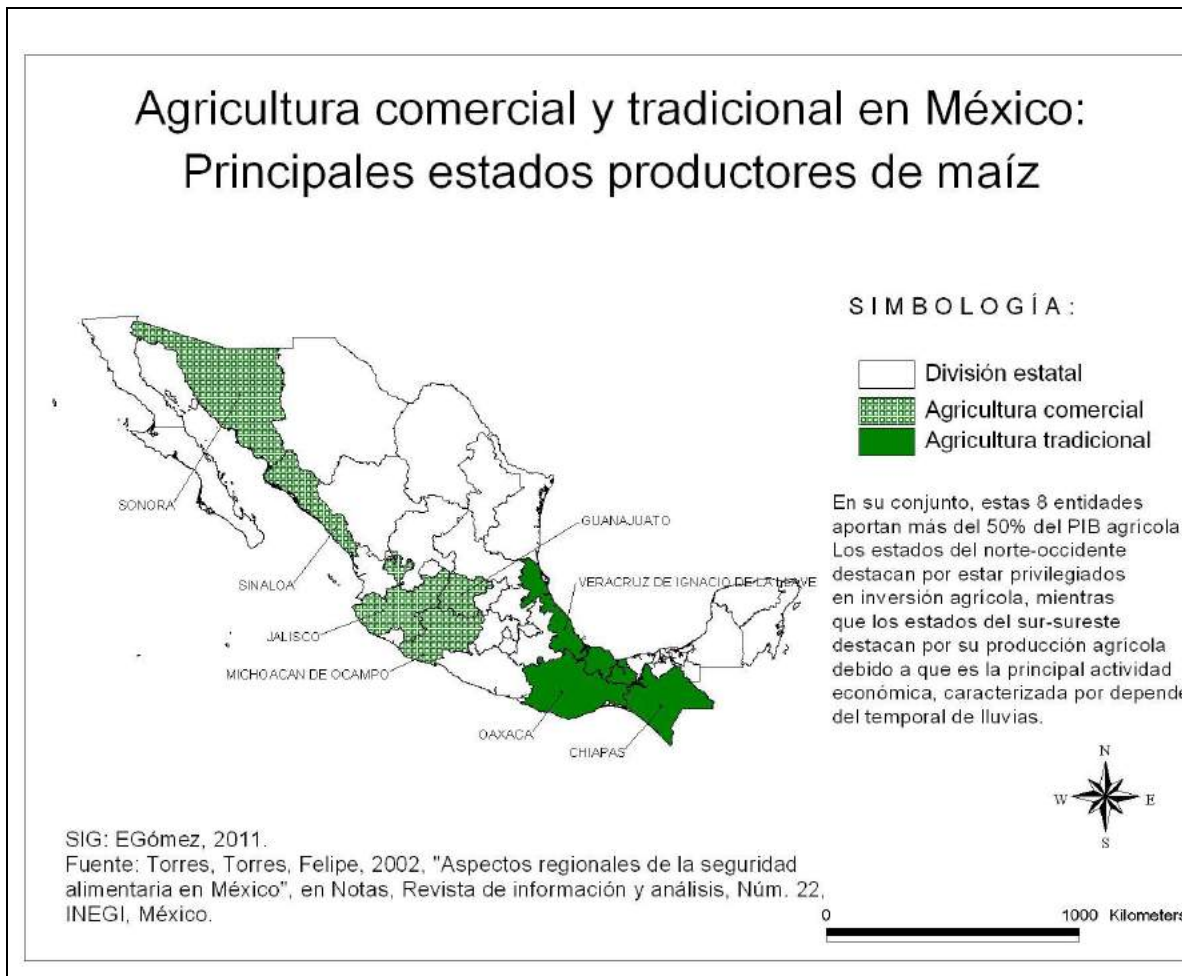 Agricultura comercial y tradicional en México:
Principales estados productores de maíz
SIMBOLOGÍA:
División estatal
Agricultura comercial
Agricultura tradicional
En su conjunto, estas 8 entidades
aportan más del 50% del PIB agrícola
Los estados del norte-occidente
destacan por estar privilegiados
en inversión agrícola, mientras
que los estados del sur-sureste
destacan por su producción agrícola
debido a que es la principal actividad
económica, caracterizada por depende
del temporal de lluvias.
SONORA
SINALOA
JALISCO
MICHOACAN DE OCAMPO
GUANAJUATO
VERACRUZ DE IGNACIO DE LA LLAVE
OAXACA
CHIAPAS
N
W E
S
SIG: EGómez, 2011.
Fuente: Torres, Torres, Felipe, 2002, "Aspectos regionales de la seguridad
alimentaria en México", en Notas, Revista de información y análisis, Núm. 22,
INEGI, México.
0 1000 Kilometers